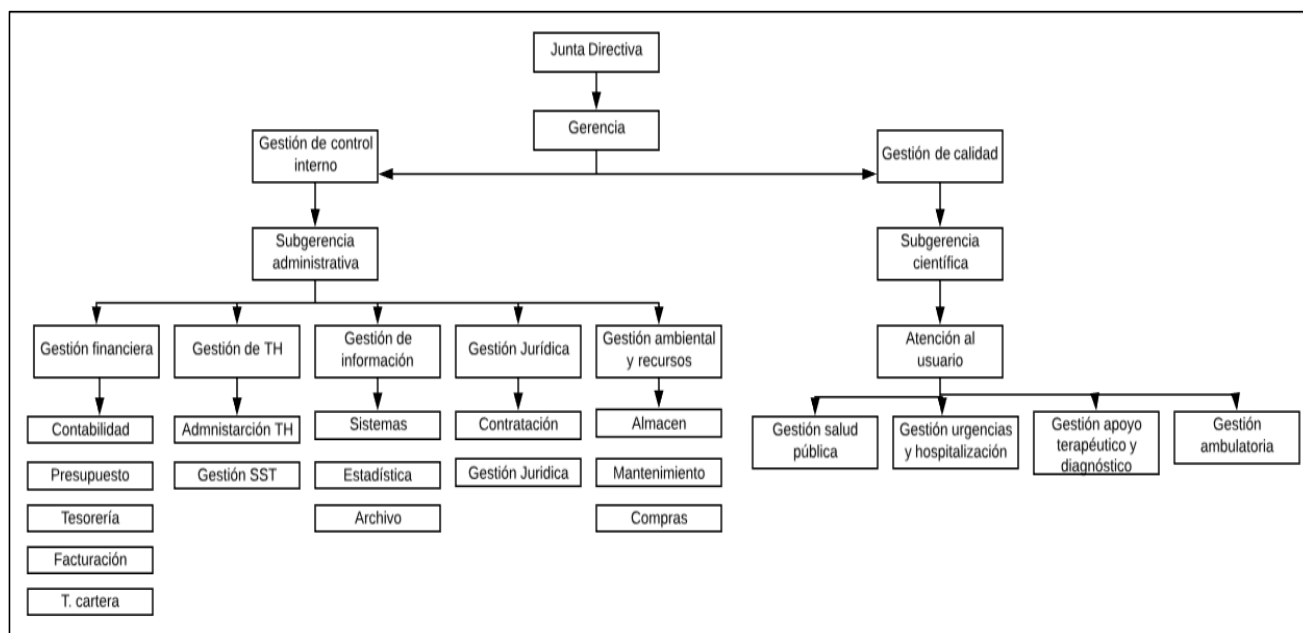 Junta Directiva
Gerencia
Gestión de control
interno
Gestión de calidad
Subgerencia
administrativa
Subgerencia
científica
Gestión financiera
Gestión de TH
Gestión de
información
Gestión Jurídica
Gestión ambiental
y recursos
Atención al
usuario
Contabilidad
Presupuesto
Tesorería
Facturación
T. cartera
Admnistarción TH
Gestión SST
Sistemas
Estadística
Archivo
Contratación
Gestión Juridica
Almacen
Mantenimiento
Compras
Gestión salud
pública
Gestión urgencias
y hospitalización
Gestión apoyo
terapéutico y
diagnóstico
Gestión
ambulatoria